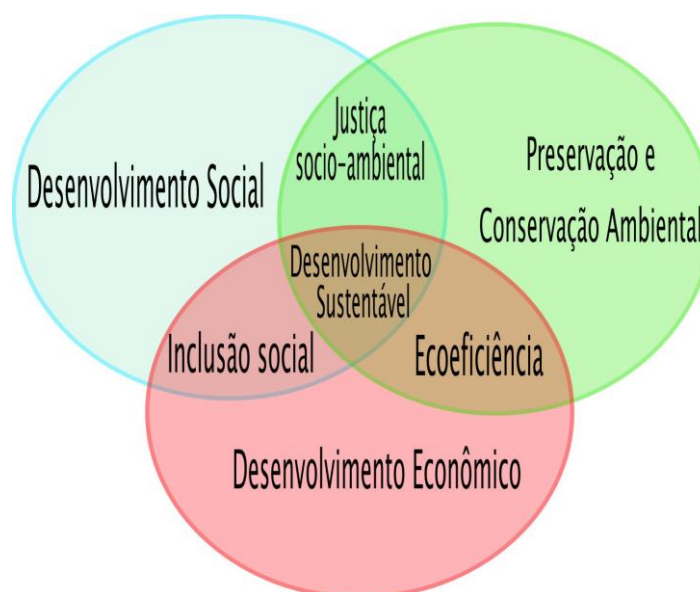 Justiça
socio-ambiental
Desenvolvimento Social
Preservação e
Conservação Ambiental
Desenvolvimento
Sustentável
Inclusão social
Ecoeficiência
Desenvolvimento Econômico